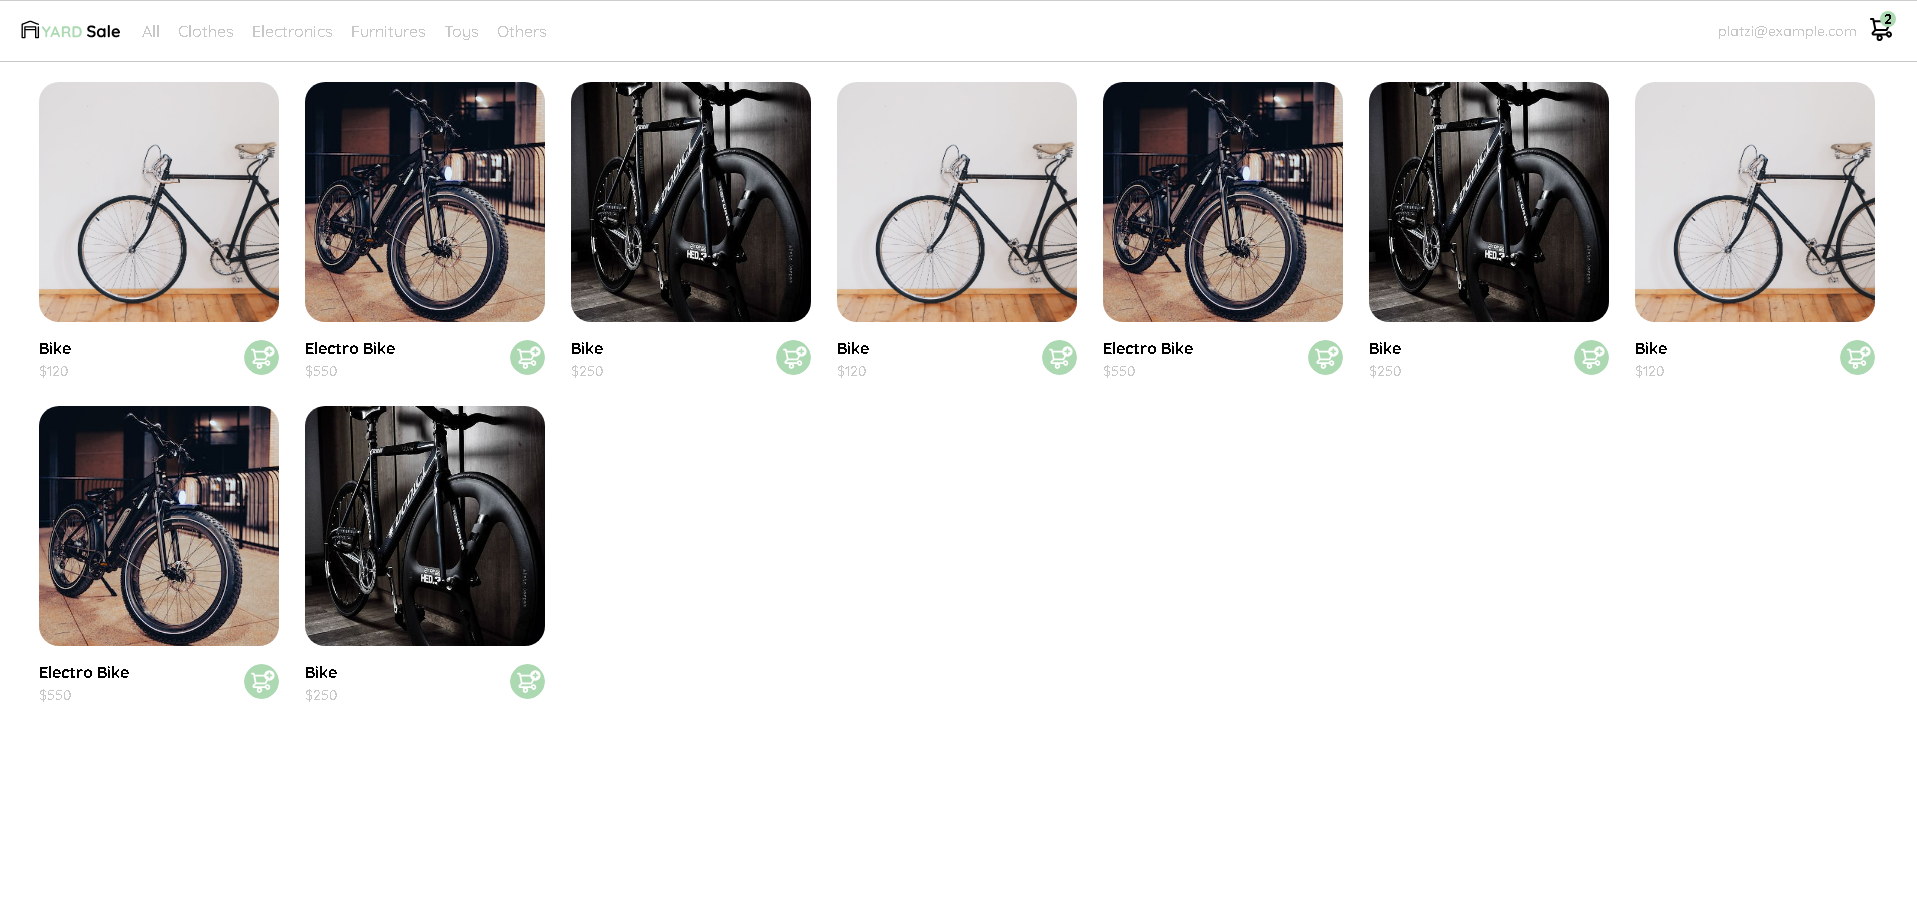 YARD Sale All Clothes Electronics Furnitures Toys Others platzi@example.com 2
Bike Electro Bike Bike Bike Electro Bike Bike Bike
$120 $550 $250 $120 $550 $250 $120
Electro Bike Bike
$550 $250